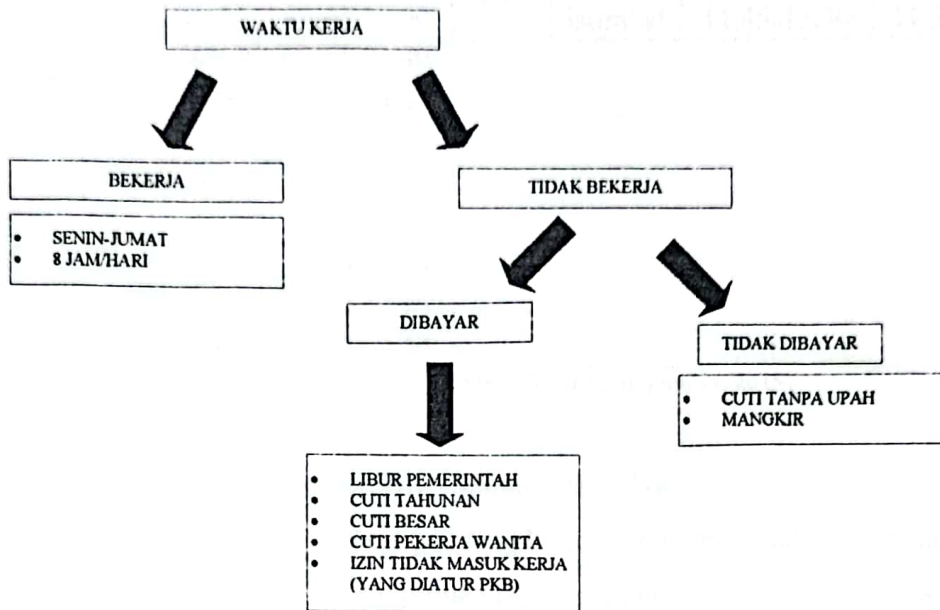 WAKTU KERJA
BEKERJA
• SENIN-JUMAT
• 8 JAM/HARI
TIDAK BEKERJA
DIBAYAR
• LIBUR PEMERINTAH
• CUTI TAHUNAN
• CUTI BESAR
• CUTI PEKERJA WANITA
• IZIN TIDAK MASUK KERJA
(YANG DIATUR PKB)
TIDAK DIBAYAR
• CUTI TANPA UPAH
• MANGKIR